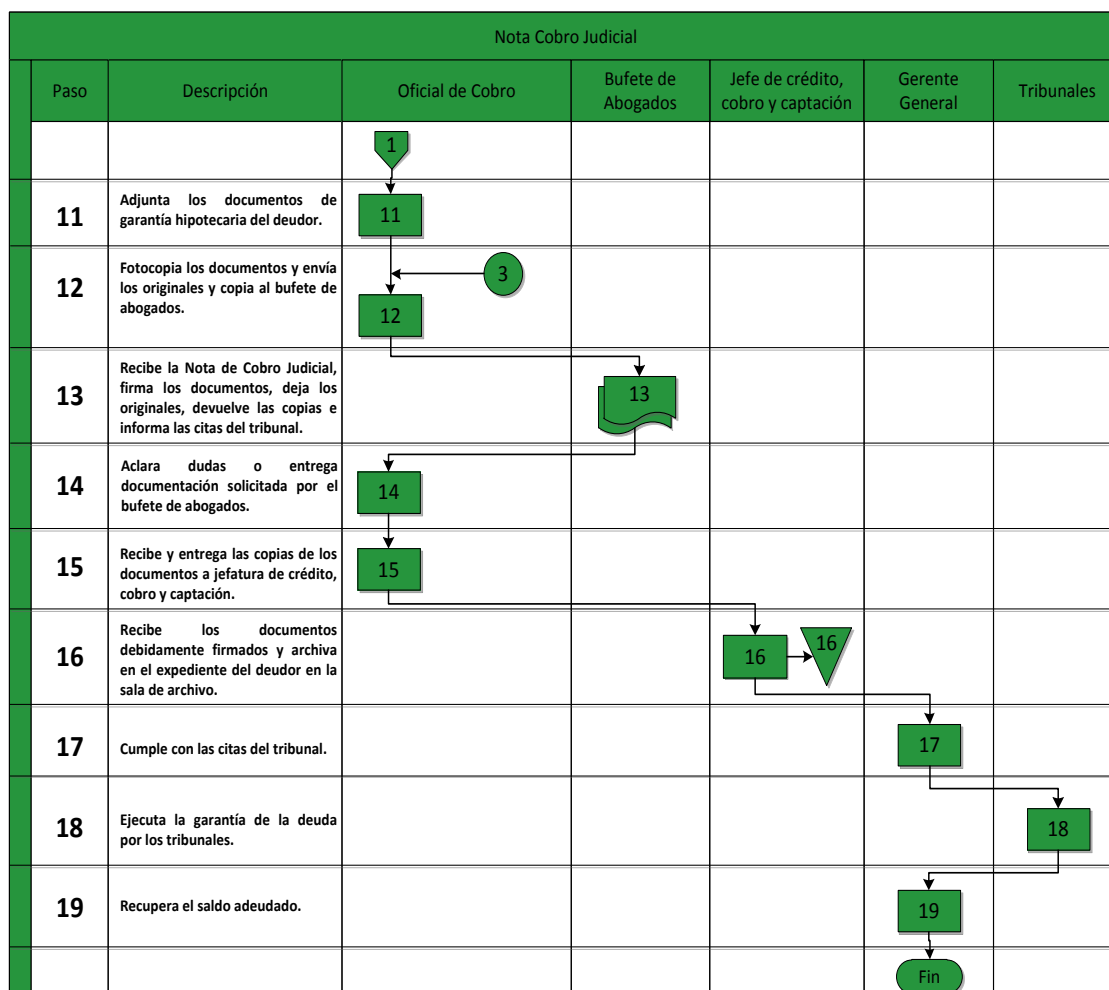 Nota Cobro Judicial
Paso
Descripción
Oficial de Cobro
Bufete de
Abogados
Jefe de crédito,
cobro y captación
Gerente
General
Tribunales
1
11
Adjunta los documentos de
garantía hipotecaria del deudor.
11
12
Fotocopia los documentos y envía
los originales y copia al bufete de
abogados.
3
12
13
Recibe la Nota de Cobro Judicial,
firma los documentos, deja los
originales, devuelve las copias e
informa las citas del tribunal.
13
14
Aclara dudas o entrega
documentación solicitada por el
bufete de abogados.
14
15
Recibe y entrega las copias de los
documentos a jefatura de crédito,
cobro y captación.
15
16
Recibe los documentos
debidamente firmados y archiva
en el expediente del deudor en la
sala de archivo.
16
16
17
Cumple con las citas del tribunal.
17
18
Ejecuta la garantía de la deuda
por los tribunales.
18
19
Recupera el saldo adeudado.
19
Fin